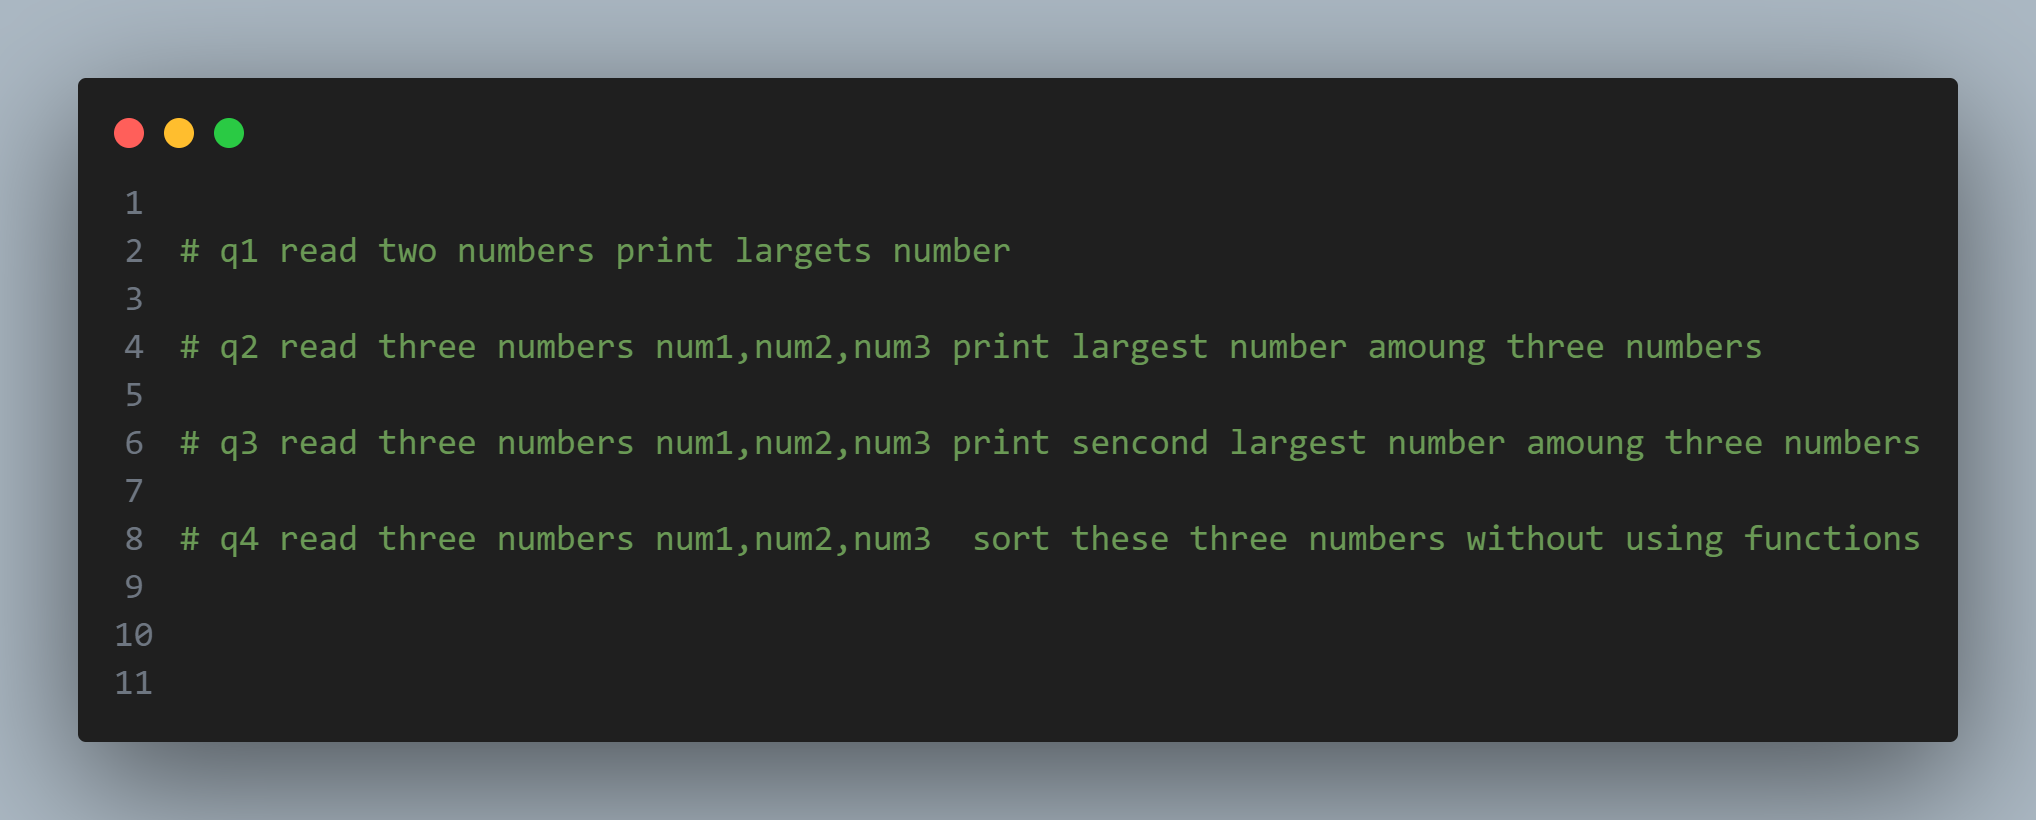 1
2 # q1 read two numbers print largets number
3
4 # q2 read three numbers num1,num2,num3 print largest number amoung three numbers
5
6 # q3 read three numbers num1,num2,num3 print sencond largest number amoung three numbers
7
8 # q4 read three numbers num1,num2,num3  sort these three numbers without using functions
9
10
11